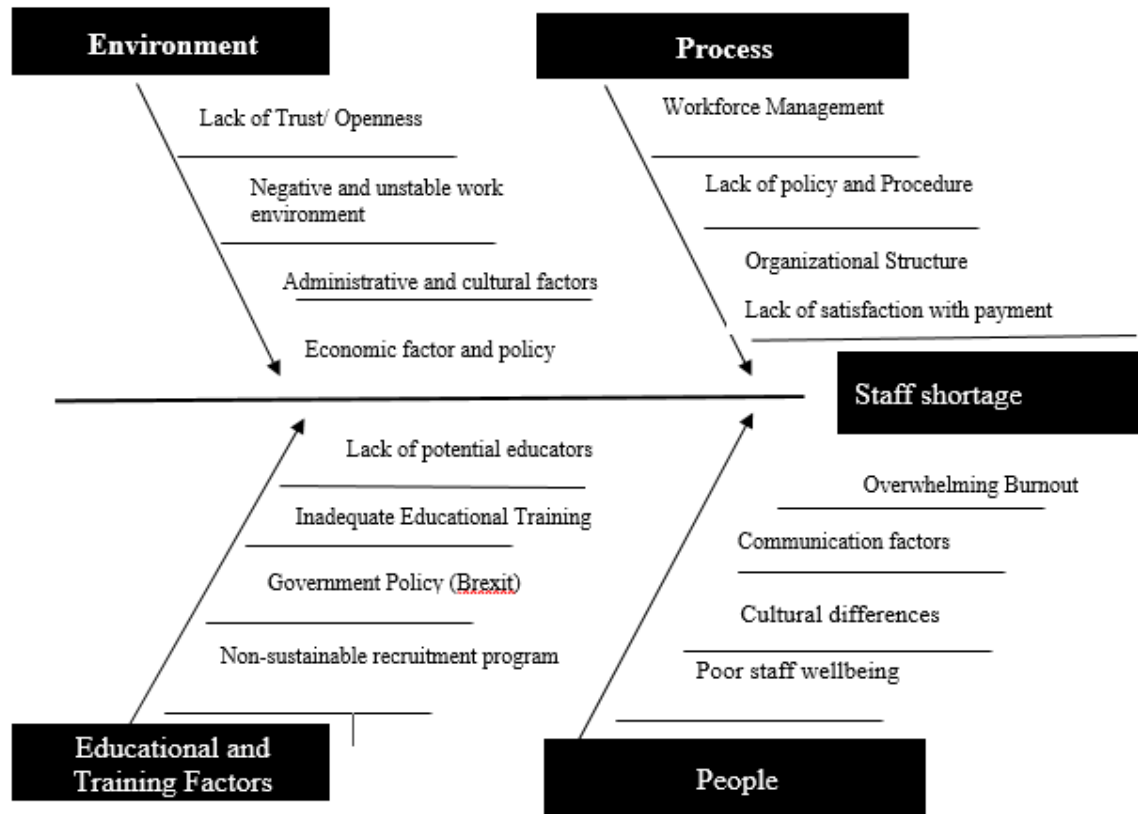 Environment
Process
Lack of Trust/ Openness
Negative and unstable work
environment
Administrative and cultural factors
Economic factor and policy
Workforce Management
Lack of policy and Procedure
Organizational Structure
Lack of satisfaction with payment
Staff shortage
Lack of potential educators
Inadequate Educational Training
Government Policy (Brexit)
Non-sustainable recruitment program
Educational and
Training Factors
Overwhelming Burnout
Communication factors
Cultural differences
Poor staff wellbeing
People